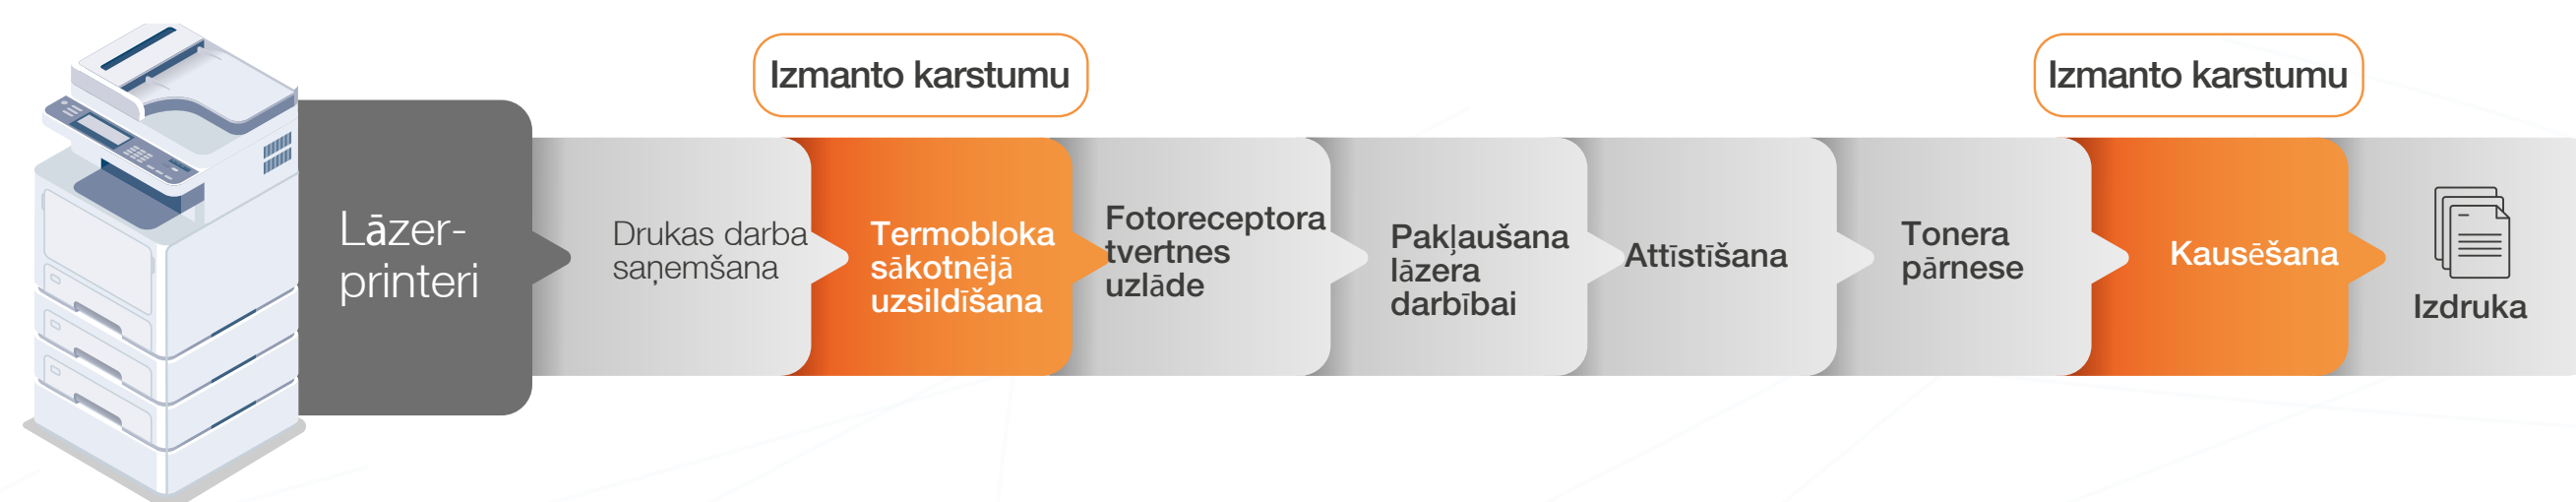 Izmanto karstumu
Izmanto karstumu
Lāzer-
printeri
Drukas darba
saņemšana
Termobloka
sākotnējā
uzsildīšana
Fotoreceptora
tvertnes
uzlāde
Pakļaušana
lāzera
darbībai
Attīstīšana
Tonera
pārnese
Kausēšana
Izdruka